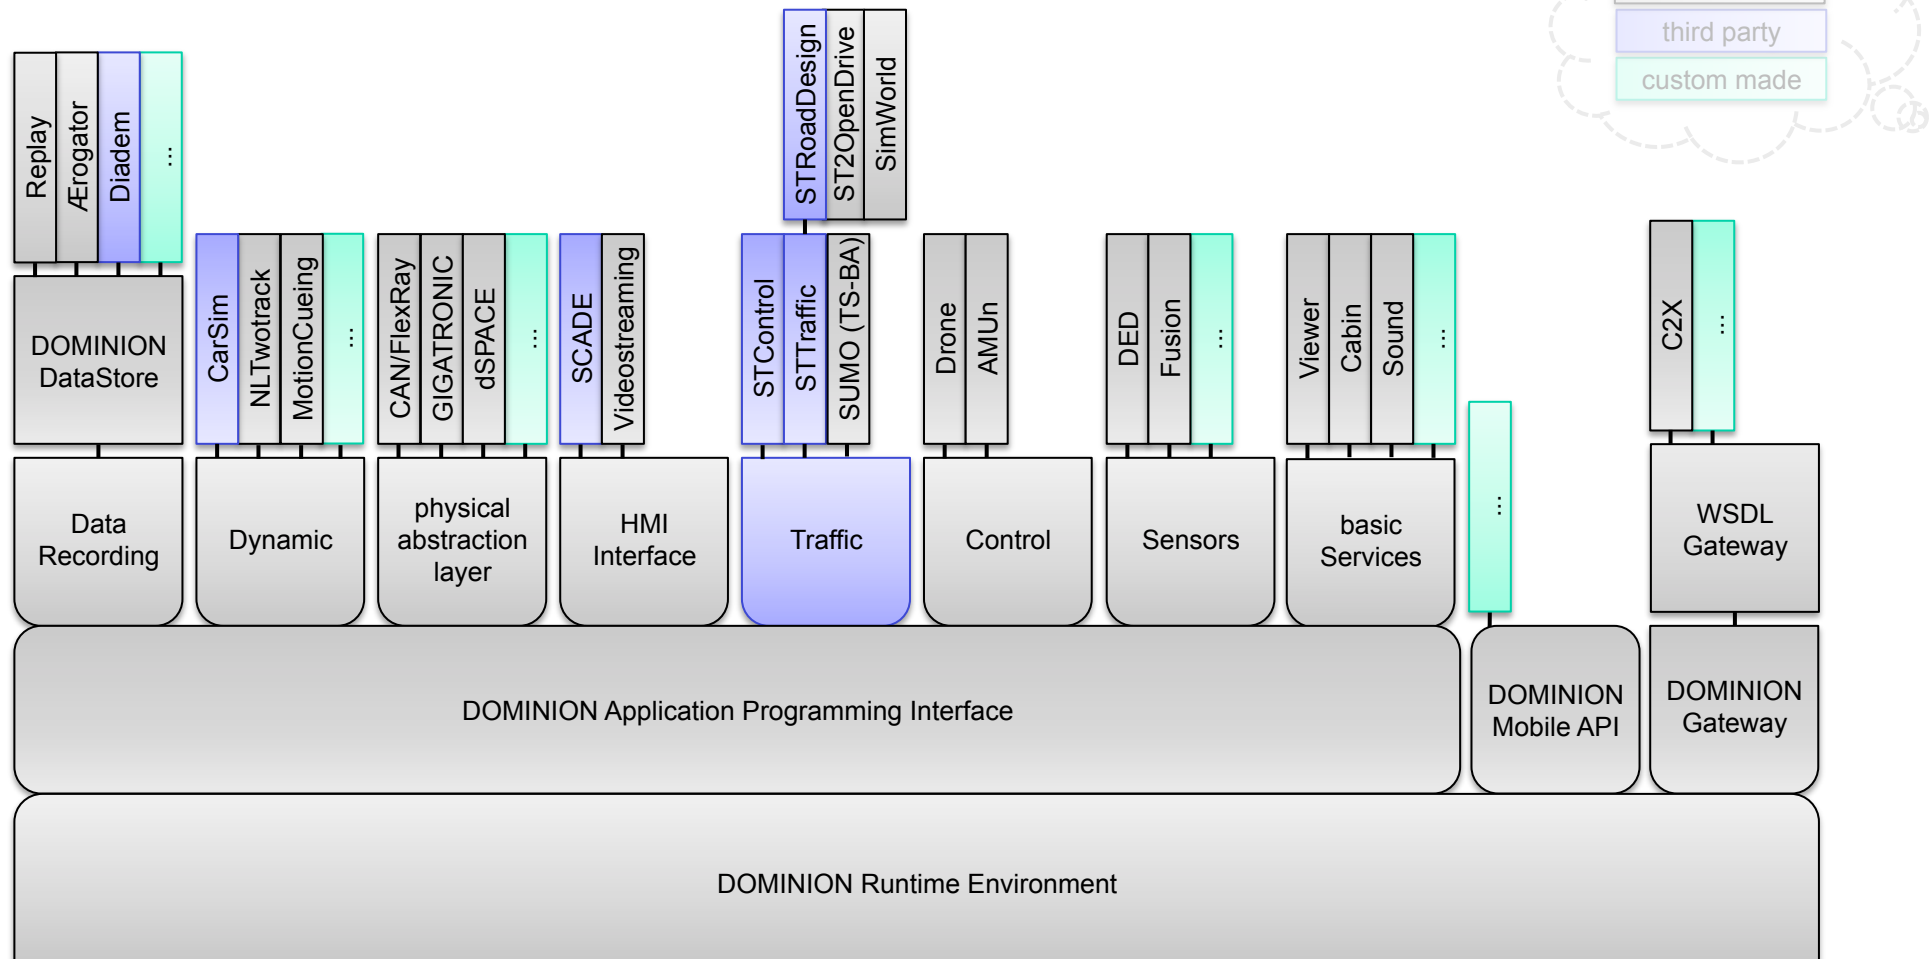 third party
custom made
STRoadDesign
ST2OpenDrive
SimWorld
Replay
Ærogator
Diadem
...
CarSim
NLTwotrack
MotionCueing
...
CAN/FlexRay
GIGATRONIC
dSPACE
...
SCADE
Videostreaming
STControl
STTraffic
SUMO (TS-BA)
Drone
AMUn
DED
Fusion
...
Viewer
Cabin
Sound
...
C2X
...
DOMINION
DataStore
...
Data
Recording
Dynamic
physical
abstraction
layer
HMI
Interface
Traffic
Control
Sensors
basic
Services
WSDL
Gateway
DOMINION Application Programming Interface
DOMINION
Mobile API
DOMINION
Gateway
DOMINION Runtime Environment